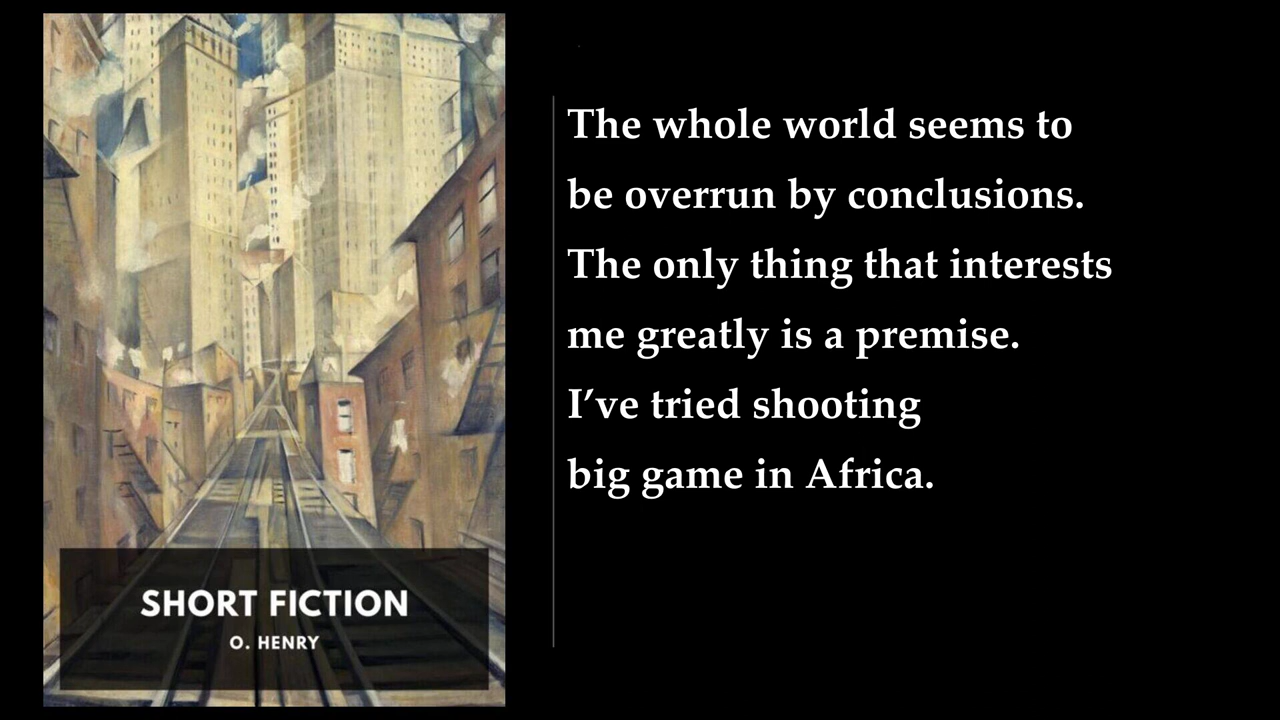 The whole world seems to
be overrun by conclusions.
The only thing that interests
me greatly is a premise.
I’ve tried shooting
big game in Africa.
SHORT FICTION
O. HENRY